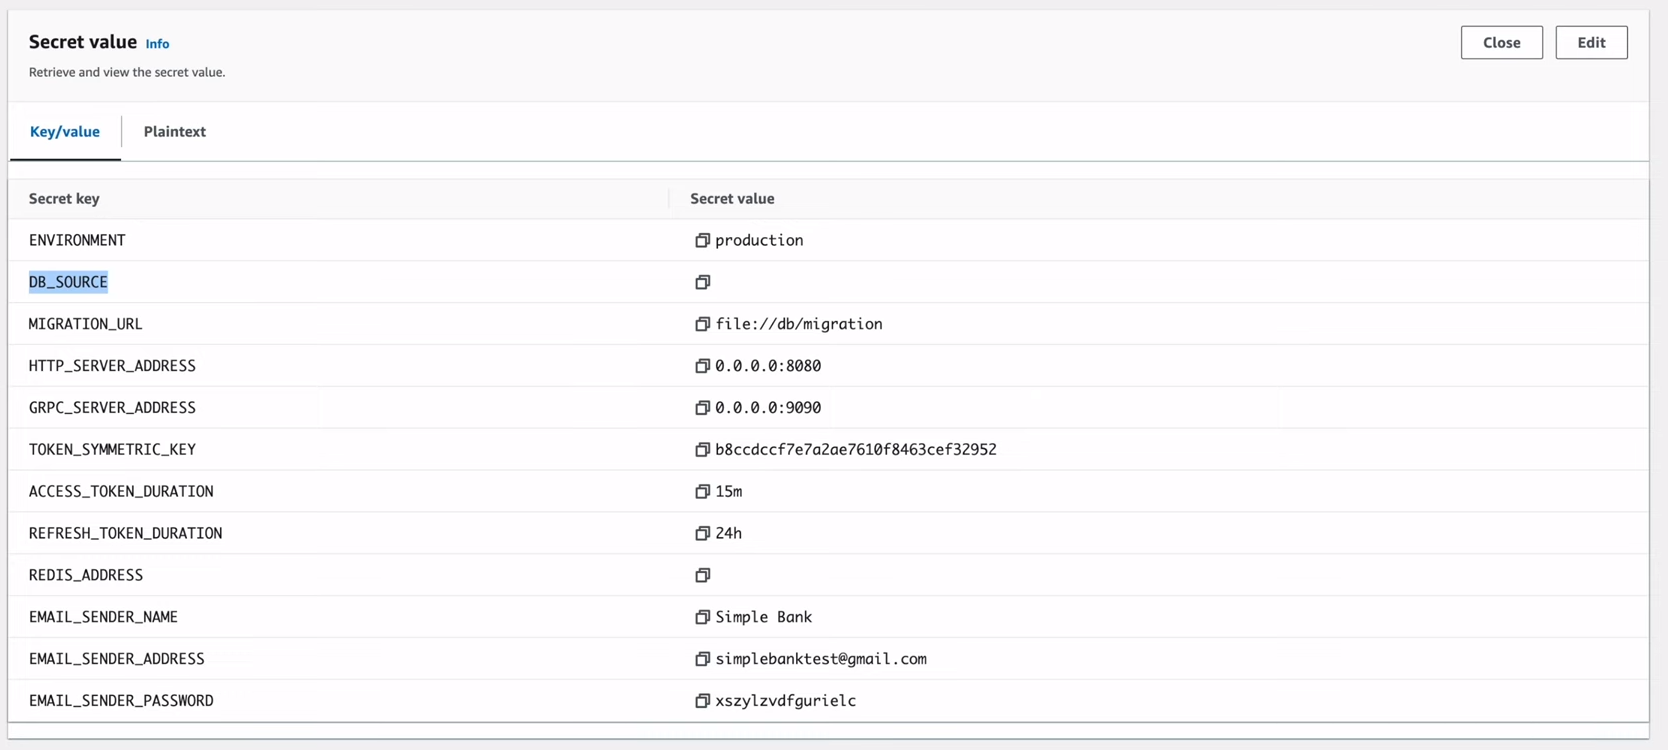 Secret value Info
Retrieve and view the secret value.
Close Edit
Key/value Plaintext
Secret key Secret value
ENVIRONMENT production
DB_SOURCE
MIGRATION_URL file://db/migration
HTTP_SERVER_ADDRESS 0.0.0.0:8080
GRPC_SERVER_ADDRESS 0.0.0.0:9090
TOKEN_SYMMETRIC_KEY b8ccdccf7e7a2ae7610f8463cef32952
ACCESS_TOKEN_DURATION 15m
REFRESH_TOKEN_DURATION 24h
REDIS_ADDRESS
EMAIL_SENDER_NAME Simple Bank
EMAIL_SENDER_ADDRESS simplebanktest@gmail.com
EMAIL_SENDER_PASSWORD xszylzvdfgurielc